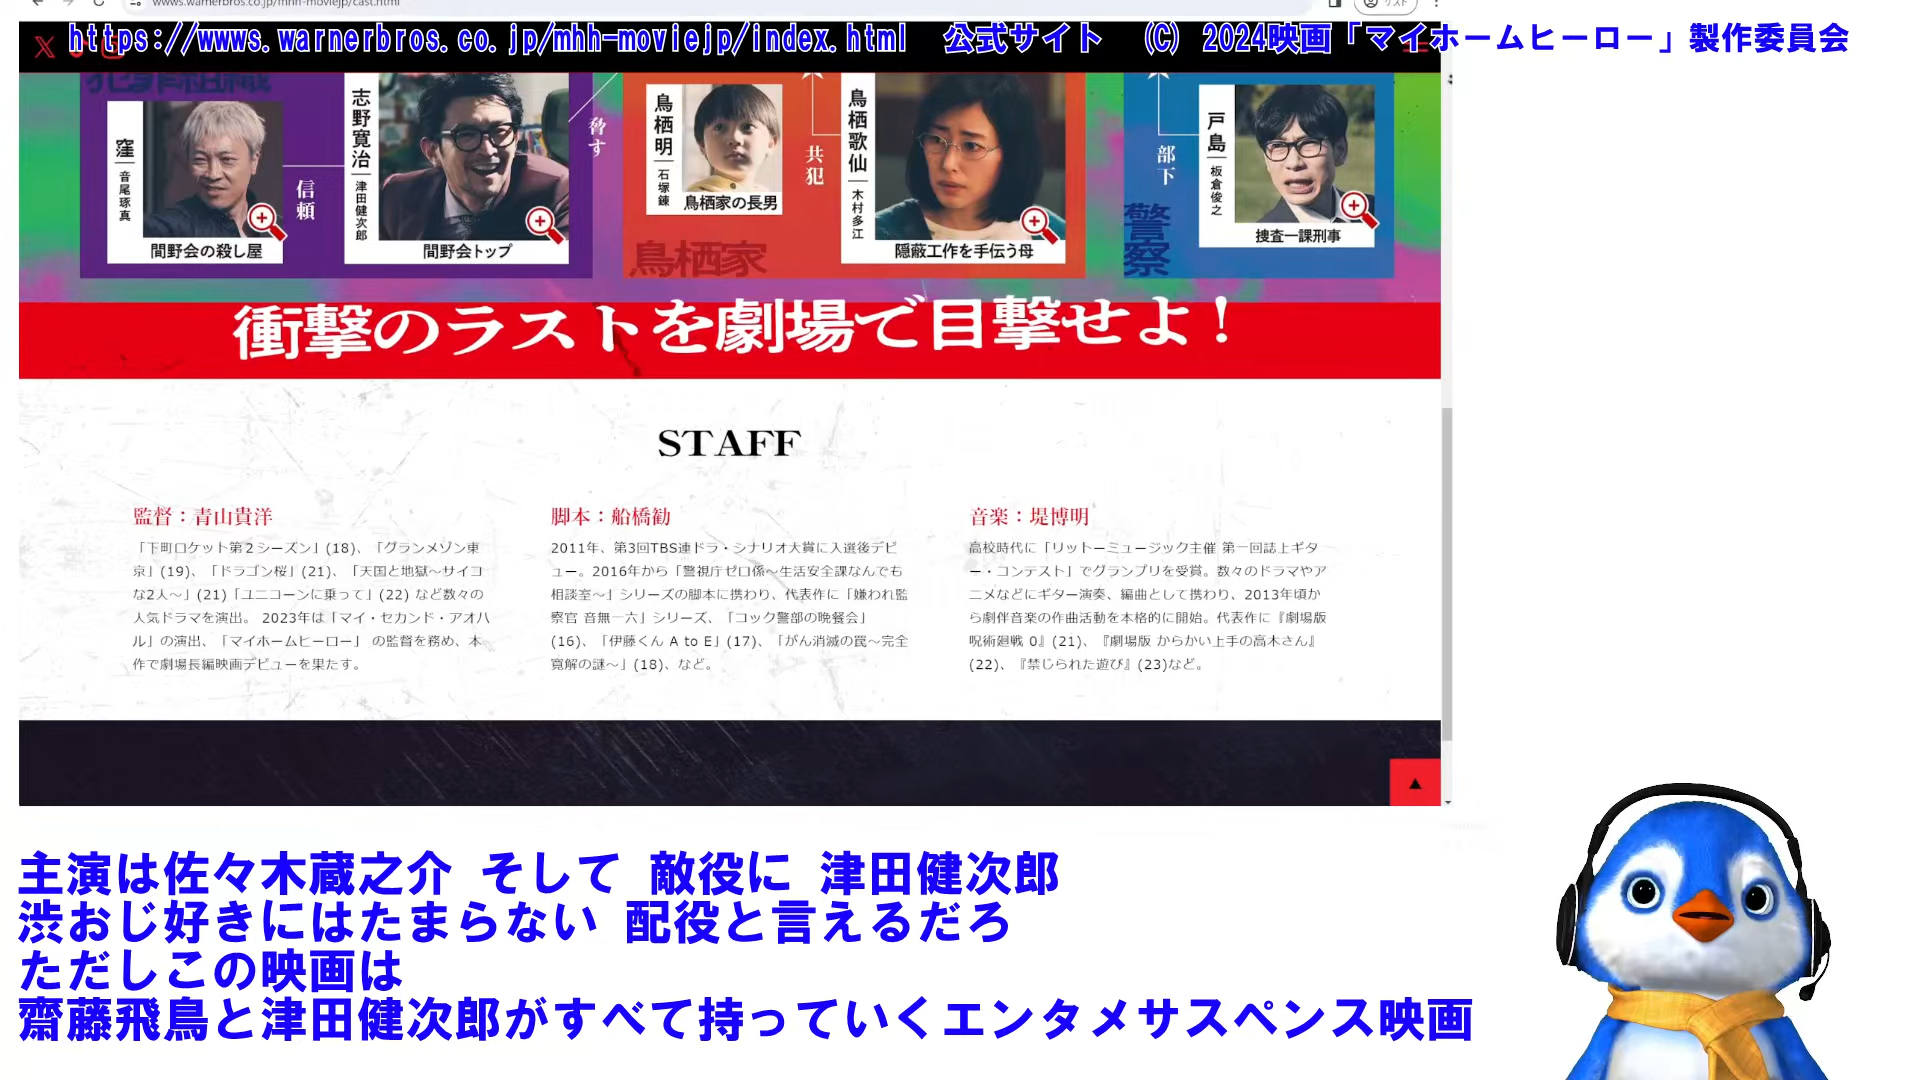 wwws.warnerbros.co.jp/mhh-moviejp/cast.html
リスト
https://wwws.warnerbros.co.jp/mhh-moviejp/index.html 公式サイト (C) 2024映画「マイホームヒーロー」製作委員会
犯罪組織
窪
音尾琢真
間野会の殺し屋
信頼
志野寛治
津田健次郎
間野会トップ
脅す
鳥栖明
石塚錬
鳥栖家の長男
鳥栖家
共犯
鳥栖歌仙
木村多江
隠蔽工作を手伝う母
部下
警察
戸島
板倉俊之
捜査一課刑事
衝撃のラストを劇場で目撃せよ!
STAFF
監督:青山貴洋
「下町ロケット第2シーズン」(18)、「グランメゾン東
京」(19)、「ドラゴン桜」(21)、「天国と地獄~サイコ
な2人~」(21)「ユニコーンに乗って」(22) など数々の
人気ドラマを演出。 2023年は「マイ・セカンド・アオハ
ル」の演出、「マイホームヒーロー」 の監督を務め、本
作で劇場長編映画デビューを果たす。
脚本:船橋勧
2011年、第3回TBS連ドラ・シナリオ大賞に入選後デビ
ュー。2016年から「警視庁ゼロ係~生活安全課なんでも
相談室~」シリーズの脚本に携わり、代表作に「嫌われ監
察官 音無一六」シリーズ、「コック警部の晩餐会」
(16)、「伊藤くん A to E」(17)、「がん消滅の罠~完全
寛解の謎~」(18)、など。
音楽:堤博明
高校時代に「リットーミュージック主催 第一回誌上ギタ
ー・コンテスト」でグランプリを受賞。数々のドラマやア
ニメなどにギター演奏、編曲として携わり、2013年頃か
ら劇伴音楽の作曲活動を本格的に開始。代表作に『劇場版
呪術廻戦 0』(21)、『劇場版 からかい上手の高木さん』
(22)、『禁じられた遊び』(23)など。
主演は佐々木蔵之介 そして 敵役に 津田健次郎
渋おじ好きにはたまらない 配役と言えるだろ
ただしこの映画は
齋藤飛鳥と津田健次郎がすべて持っていくエンタメサスペンス映画